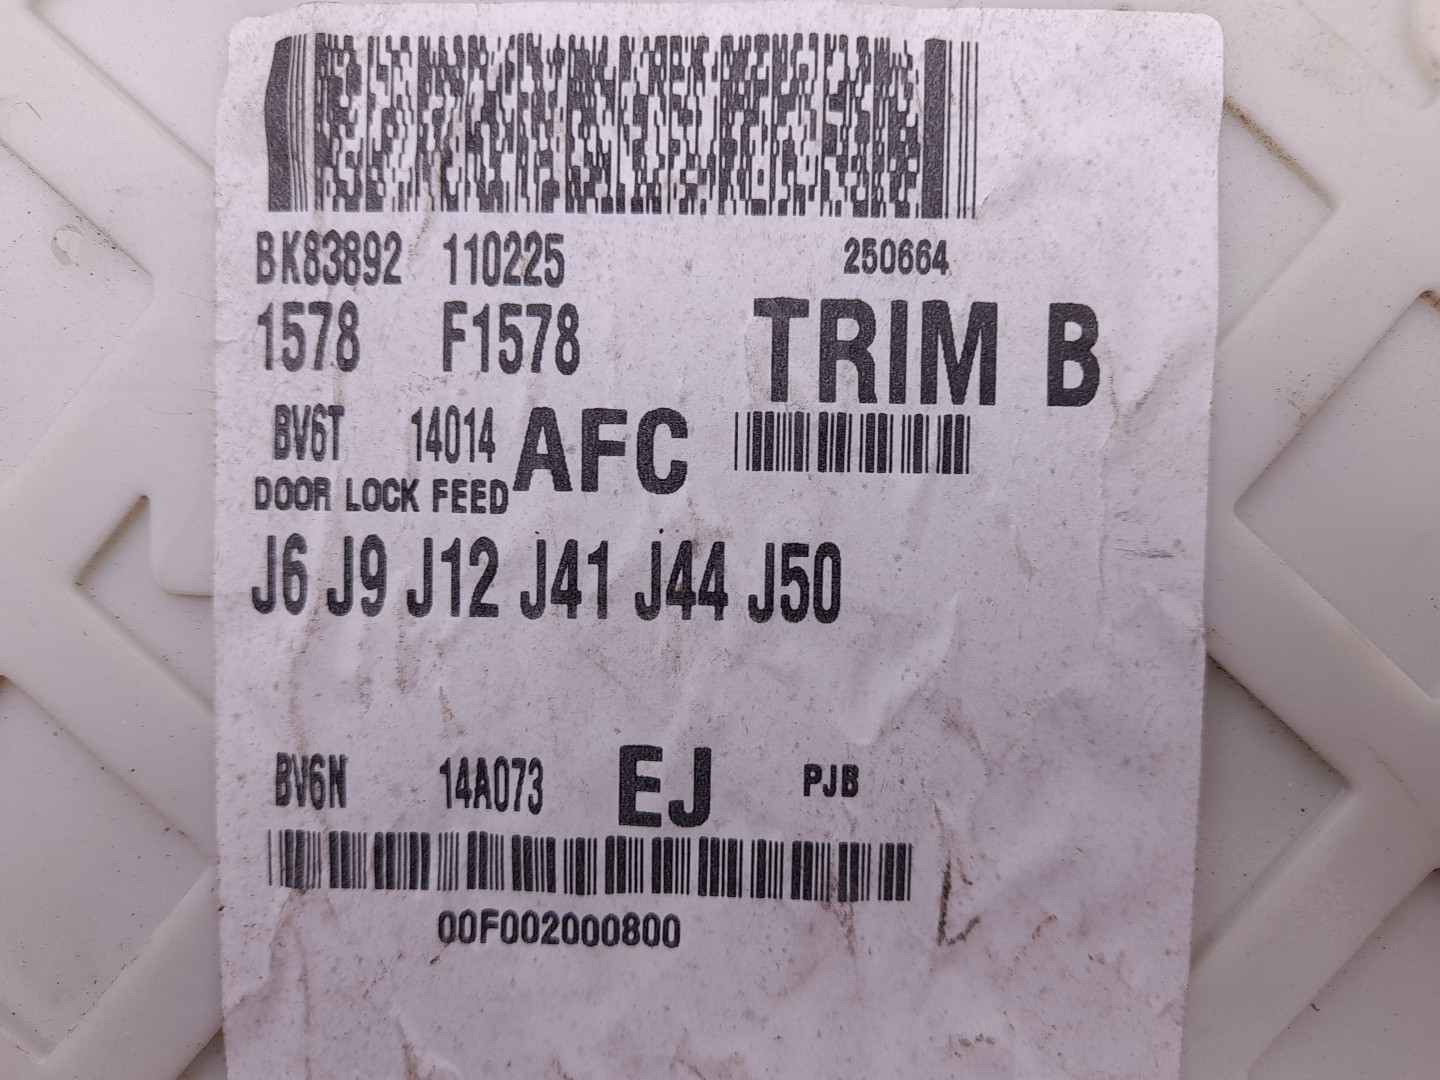 BK83892 110225 250664
1578 F1578 TRIM B
BV6T 14014 AFC
DOOR LOCK FEED
J6 J9 J12 J41 J44 J50
BV6N 14A073 EJ PJB
00F002000800